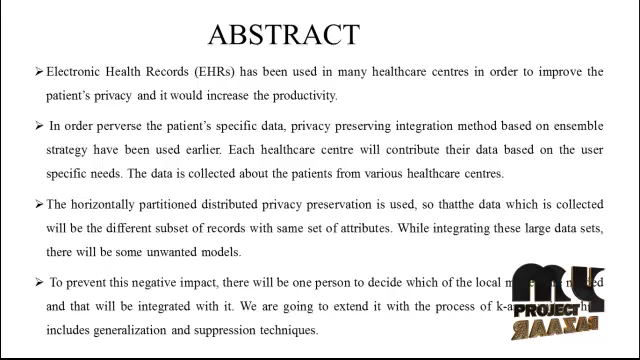 ABSTRACT
➢Electronic Health Records (EHRs) has been used in many healthcare centres in order to improve the
patient's privacy and it would increase the productivity.
➢ In order perverse the patient's specific data, privacy preserving integration method based on ensemble
strategy have been used earlier. Each healthcare centre will contribute their data based on the user
specific needs. The data is collected about the patients from various healthcare centres.
➢The horizontally partitioned distributed privacy preservation is used, so thatthe data which is collected
will be the different subset of records with same set of attributes. While integrating these large data sets,
there will be some unwanted models.
➢ To prevent this negative impact, there will be one person to decide which of the local
and that will be integrated with it. We are going to extend it with the process of
includes generalization and suppression techniques.
PROJECT